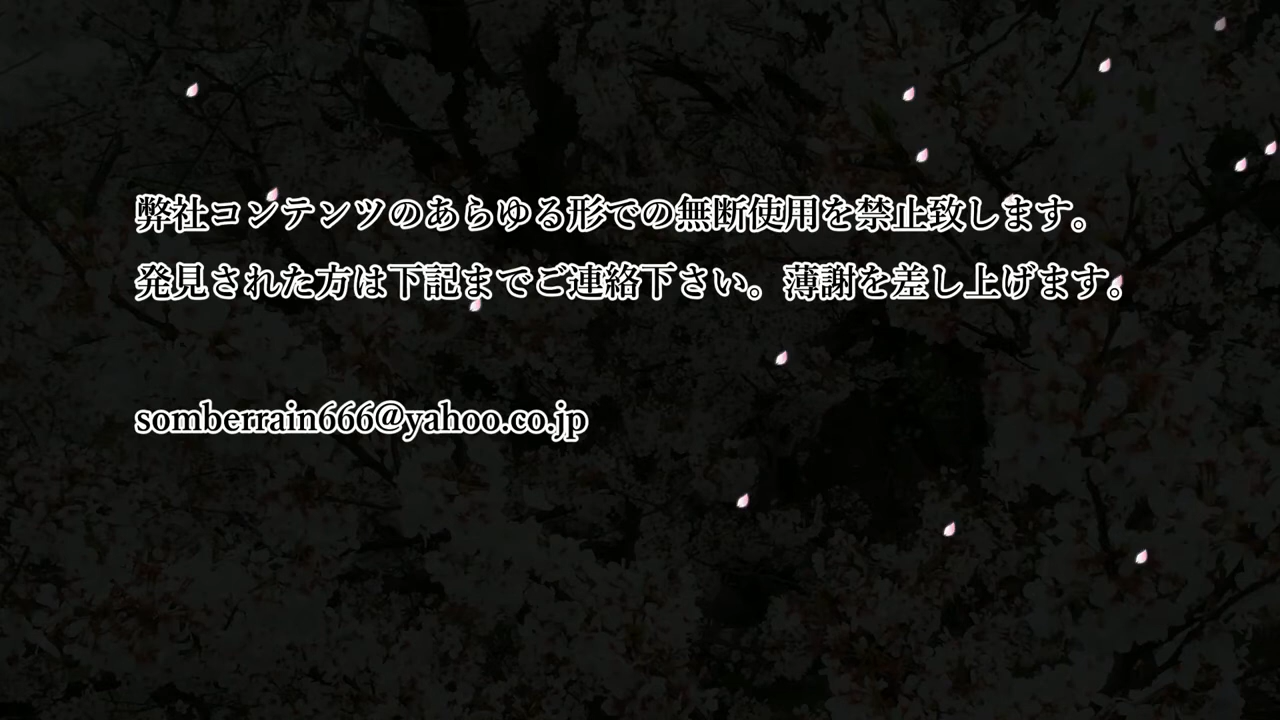 弊社コンテンツのあらゆる形での無断使用を禁止致します。
発見された方は下記までご連絡下さい。薄謝を差し上げます。
somberrain666@yahoo.co.jp